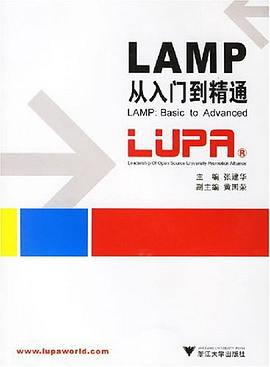 LAMP
从入门到精通
LAMP: Basic to Advanced
LUPA®
Leadership Of Open Source University Promotion Alliance
主 编 张建华
副主编 黄国荣
www.lupaworld.com
浙江大学出版社